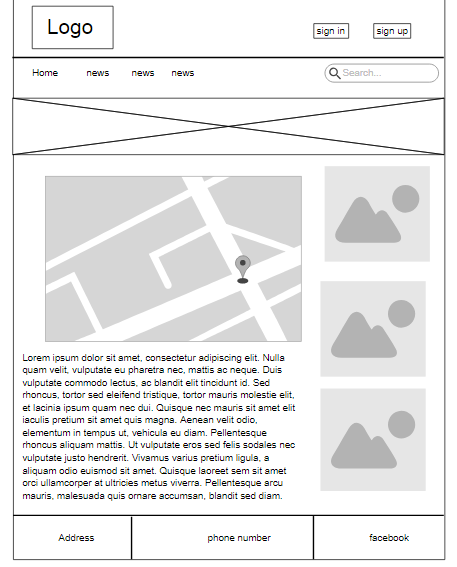 Logo
sign in
sign up
Home news news news
Search...
Lorem ipsum dolor sit amet, consectetur adipiscing elit. Nulla
quam velit, vulputate eu pharetra nec, mattis ac neque. Duis
vulputate commodo lectus, ac blandit elit tincidunt id. Sed
rhoncus, tortor sed eleifend tristique, tortor mauris molestie elit,
et lacinia ipsum quam nec dui. Quisque nec mauris sit amet elit
iaculis pretium sit amet quis magna. Aenean velit odio,
elementum in tempus ut, vehicula eu diam. Pellentesque
rhoncus aliquam mattis. Ut vulputate eros sed felis sodales nec
vulputate justo hendrerit. Vivamus varius pretium ligula, a
aliquam odio euismod sit amet. Quisque laoreet sem sit amet
orci ullamcorper at ultricies metus viverra. Pellentesque arcu
mauris, malesuada quis ornare accumsan, blandit sed diam.
Address
phone number
facebook